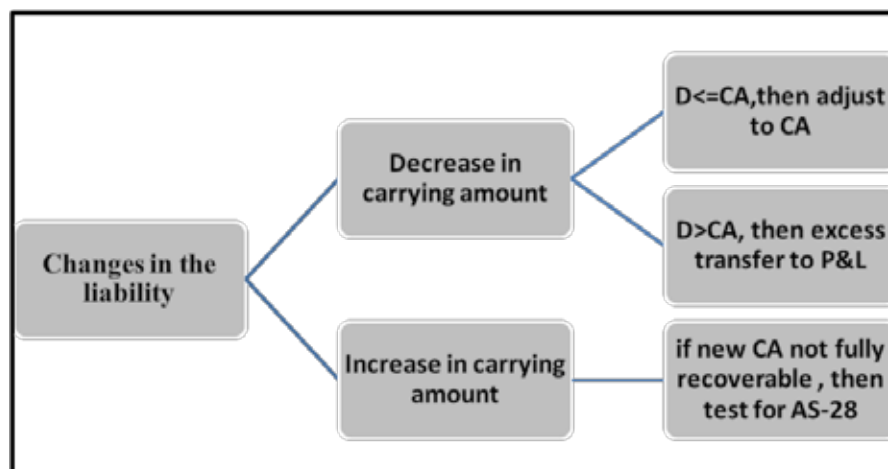 Changes in the
liability
Decrease in
carrying amount
D<=CA,then adjust
to CA
D>CA, then excess
transfer to P&L
Increase in carrying
amount
if new CA not fully
recoverable , then
test for AS-28